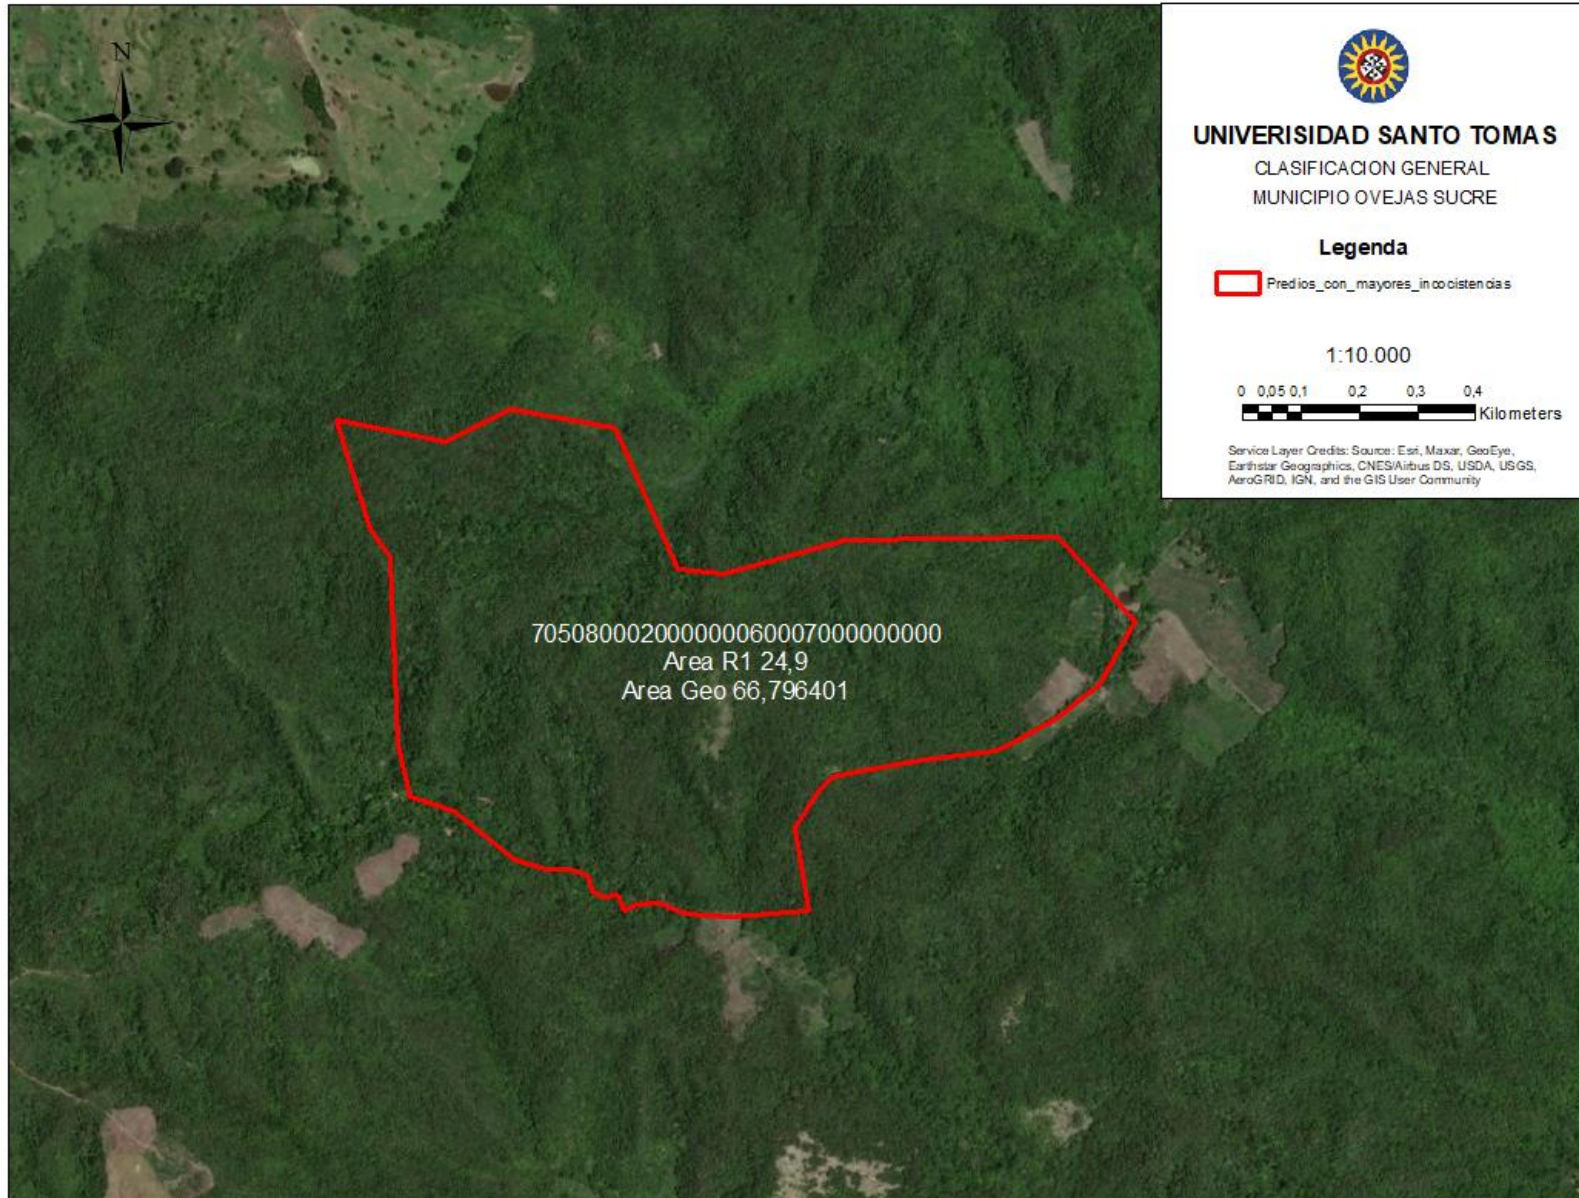 N
UNIVERISIDAD SANTO TOMAS
CLASIFICACION GENERAL
MUNICIPIO OVEJAS SUCRE
Legenda
Predios_con_mayores_incocistencias
1:10.000
0 0,05 0,1 0,2 0,3 0,4
Kilometers
Service Layer Credits: Source: Esri, Maxar, GeoEye,
Earthstar Geographics, CNES/Airbus DS, USDA, USGS,
AeroGRID, IGN, and the GIS User Community
705080002000000060007000000000
Area R1 24,9
Area Geo 66,796401